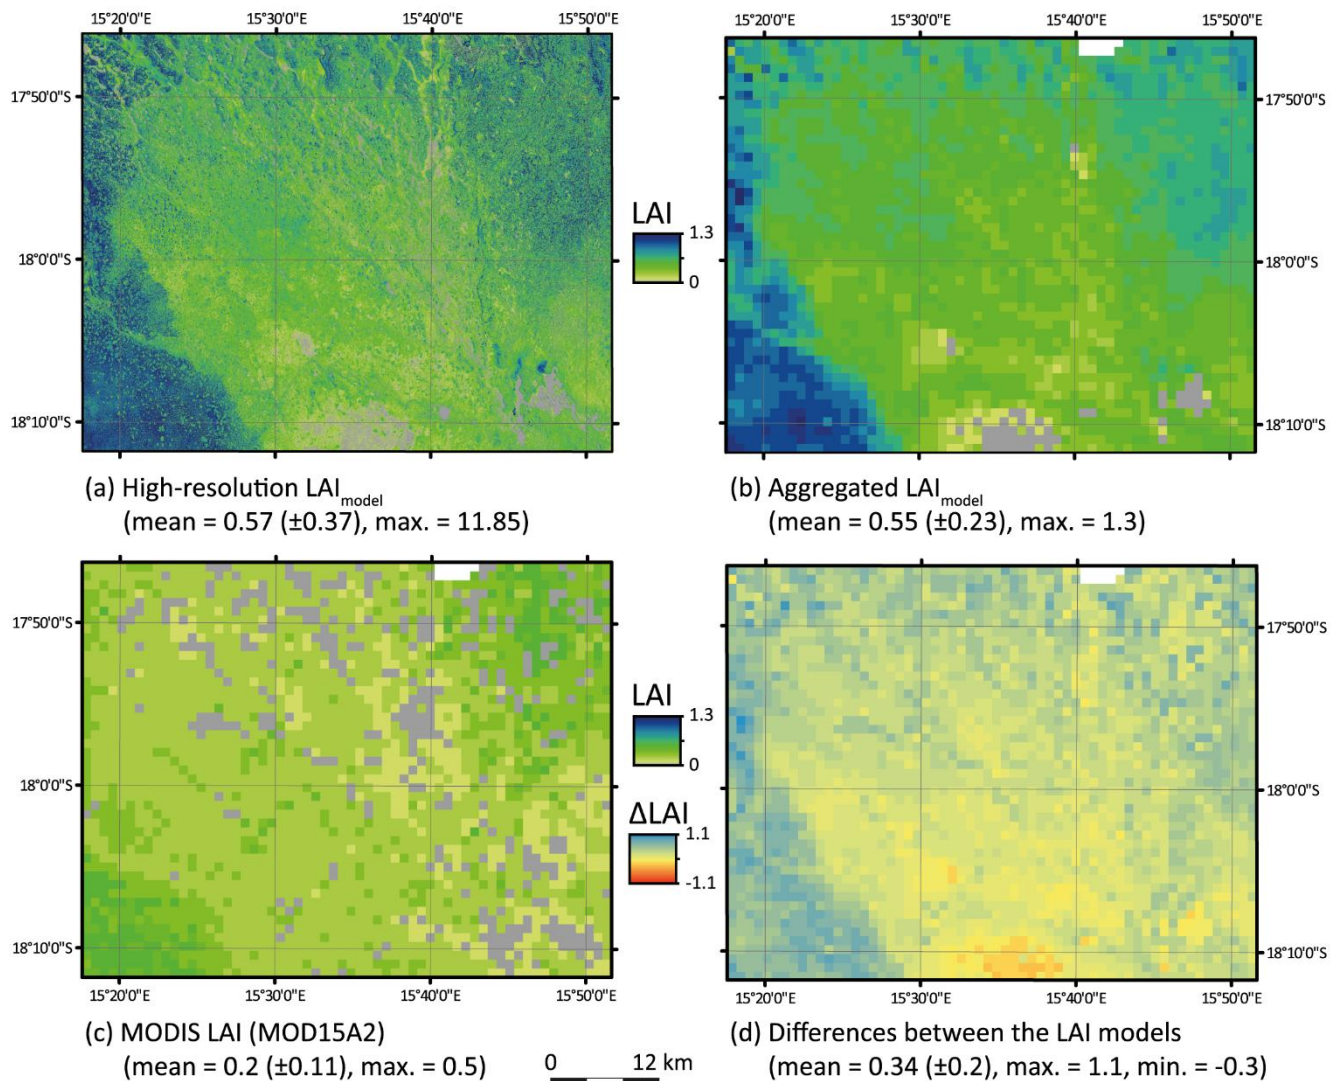 15°20'0"E 15°30'0"E 15°40'0"E 15°50'0"E
15°20'0"E 15°30'0"E 15°40'0"E 15°50'0"E
17°50'0"S
18°0'0"S
18°10'0"S
LAI
1.3
0
17°50'0"S
18°0'0"S
18°10'0"S
(a) High-resolution LAImodel
(mean = 0.57 (±0.37), max. = 11.85)
(b) Aggregated LAImodel
(mean = 0.55 (±0.23), max. = 1.3)
17°50'0"S
18°0'0"S
18°10'0"S
LAI
1.3
0
ΔLAI
1.1
-1.1
17°50'0"S
18°0'0"S
18°10'0"S
15°20'0"E 15°30'0"E 15°40'0"E 15°50'0"E
15°20'0"E 15°30'0"E 15°40'0"E 15°50'0"E
(c) MODIS LAI (MOD15A2)
(mean = 0.2 (±0.11), max. = 0.5)
0 12 km
(d) Differences between the LAI models
(mean = 0.34 (±0.2), max. = 1.1, min. = -0.3)